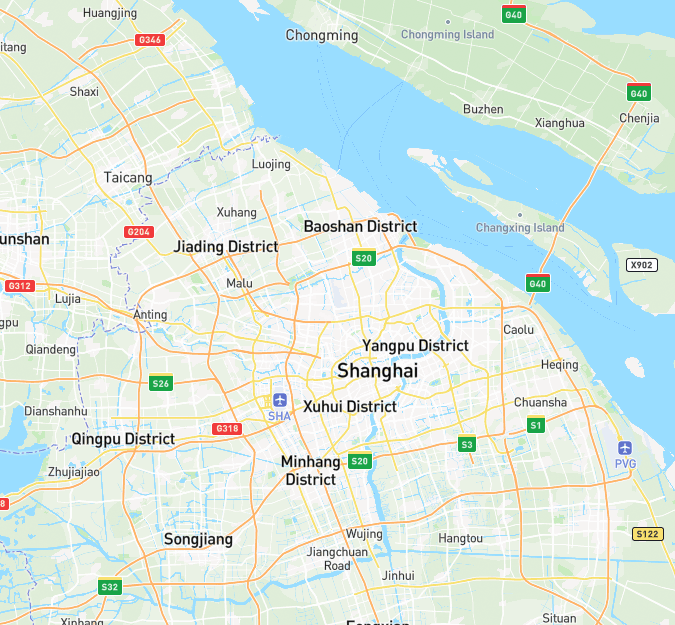 Huangjing
G40
Chongming
Chongming Island
G346
itang
Shaxi
G40
Buzhen
Chenjia
Xianghua
Luojing
Taicang
Xuhang
Baoshan District
Changxing Island
G204
unshan
Jiading District
S20
X902
Malu
G40
G312
Lujia
Anting
gpu
Caolu
Qiandeng
Yangpu District
Heqing
Shanghai
S26
SHA
Xuhui District
Chuansha
Dianshanhu
S1
G318
Qingpu District
S3
PVG
Minhang
District
S20
Zhujiajiao
8
S122
Songjiang
Wujing
Hangtou
Jiangchuan
Road
Jinhui
S32
Xinbang
Situan
Fengxian